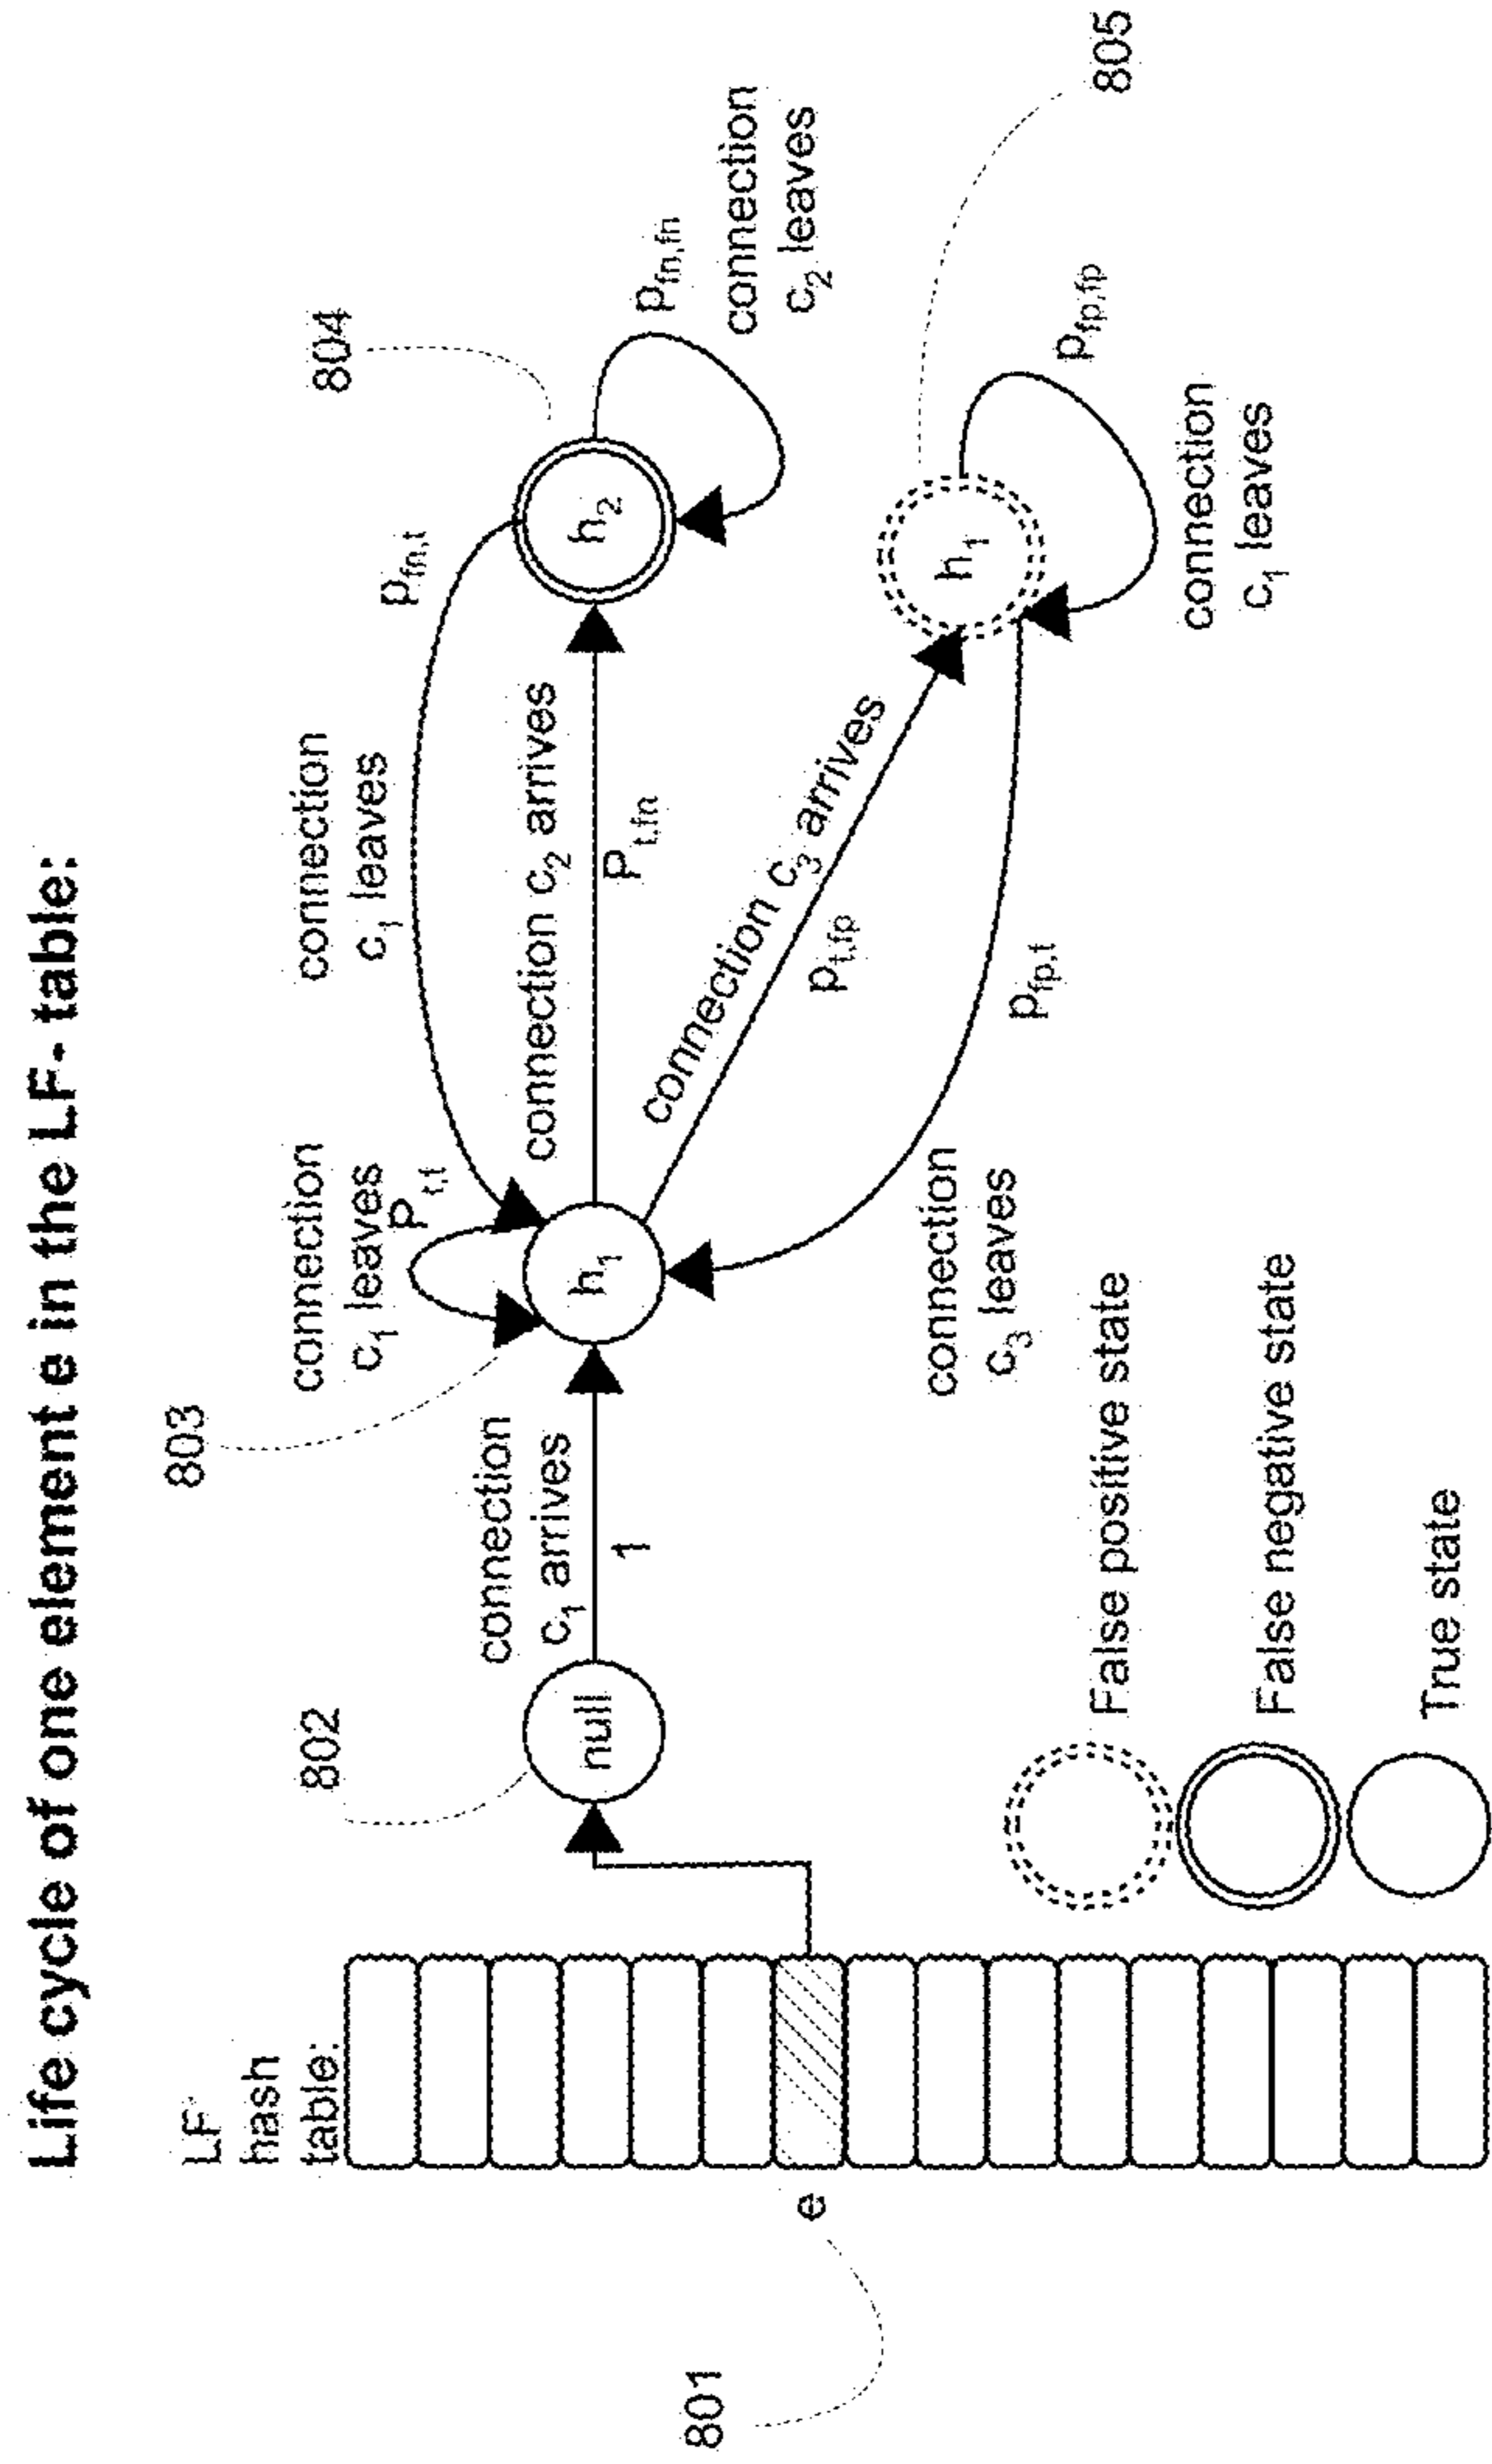 Life cycle of one element e in the LF- table:
LF
hash
table:
e
801
802
null
connection
c1 arrives
1
803
h1
connection
c1 leaves
Pt,t
connection
c1 leaves
pfn,t
connection c2 arrives
Pt,fn
804
h2
pfn,fn
connection
c2 leaves
connection c3 arrives
pt,fp
pfp,t
connection
c3 leaves
805
h1
pfp,fp
connection
c1 leaves
False positive state
False negative state
True state